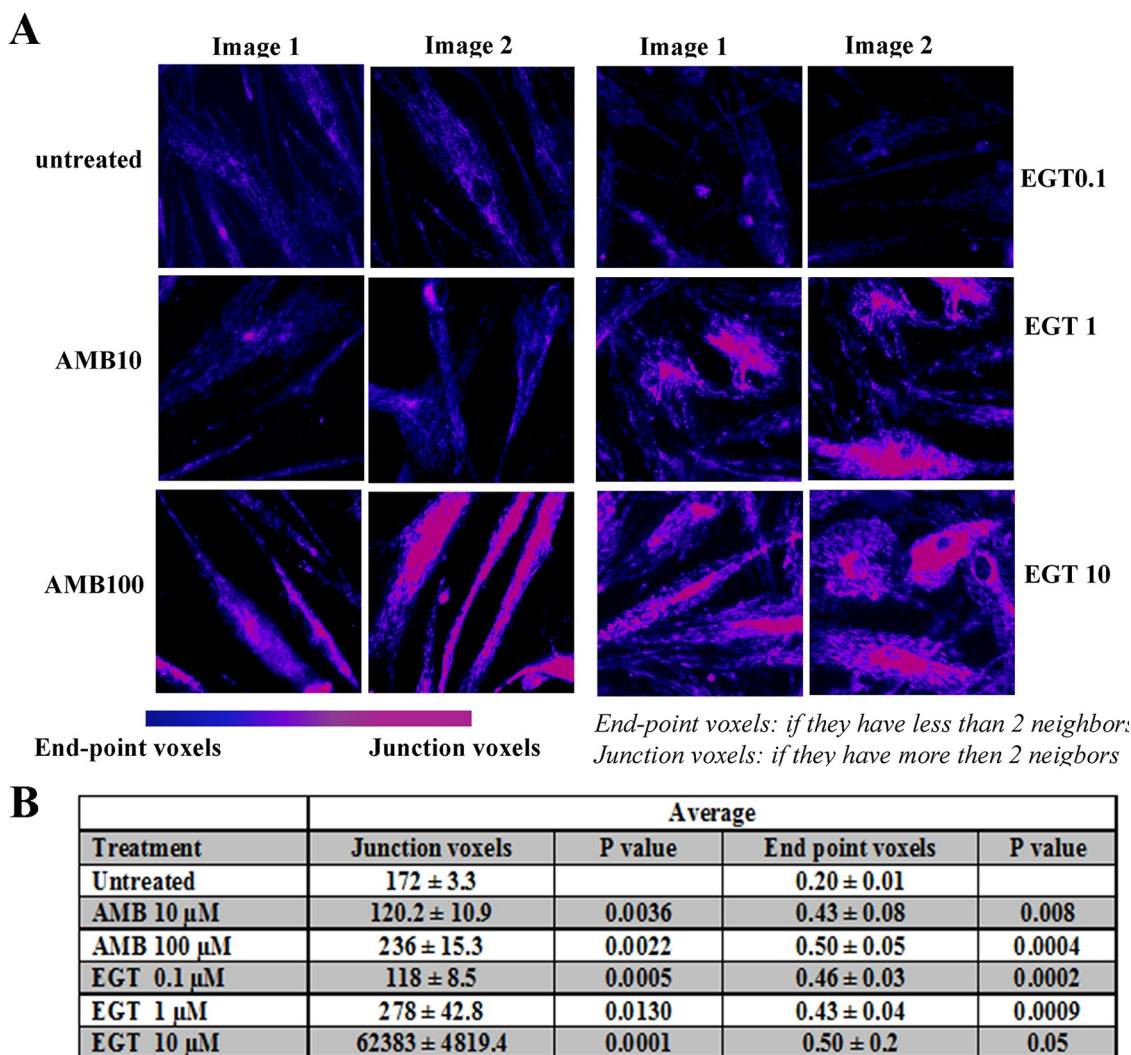 A
Image 1 Image 2 Image 1 Image 2
untreated
EGT0.1
AMB10
EGT 1
AMB100
EGT 10
End-point voxels Junction voxels
End-point voxels: if they have less than 2 neighbors
Junction voxels: if they have more then 2 neigbors
B
Average
Treatment Junction voxels P value End point voxels P value
Untreated 172 ± 3.3 0.20 ± 0.01
AMB 10 µM 120.2 ± 10.9 0.0036 0.43 ± 0.08 0.008
AMB 100 µM 236 ± 15.3 0.0022 0.50 ± 0.05 0.0004
EGT 0.1 µM 118 ± 8.5 0.0005 0.46 ± 0.03 0.0002
EGT 1 µM 278 ± 42.8 0.0130 0.43 ± 0.04 0.0009
EGT 10 µM 62383 ± 4819.4 0.0001 0.50 ± 0.2 0.05